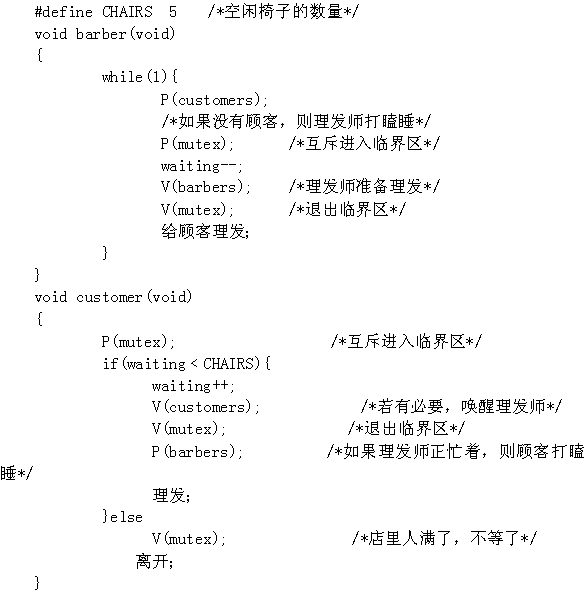 #define CHAIRS  5    /*空闲椅子的数量*/
void barber(void)
{
        while(1){
                P(customers);
                /*如果没有顾客，则理发师打瞌睡*/
                P(mutex);       /*互斥进入临界区*/
                waiting--;
                V(barbers);     /*理发师准备理发*/
                V(mutex);       /*退出临界区*/
                给顾客理发；
        }
}
void customer(void)
{
        P(mutex);                    /*互斥进入临界区*/
        if(waiting＜CHAIRS){
                waiting++;
                V(customers);            /*若有必要，唤醒理发师*/
                V(mutex);              /*退出临界区*/
                P(barbers);          /*如果理发师正忙着，则顾客打瞌
睡*/
                理发；
        }else
                V(mutex);              /*店里人满了，不等了*/
            离开；
}